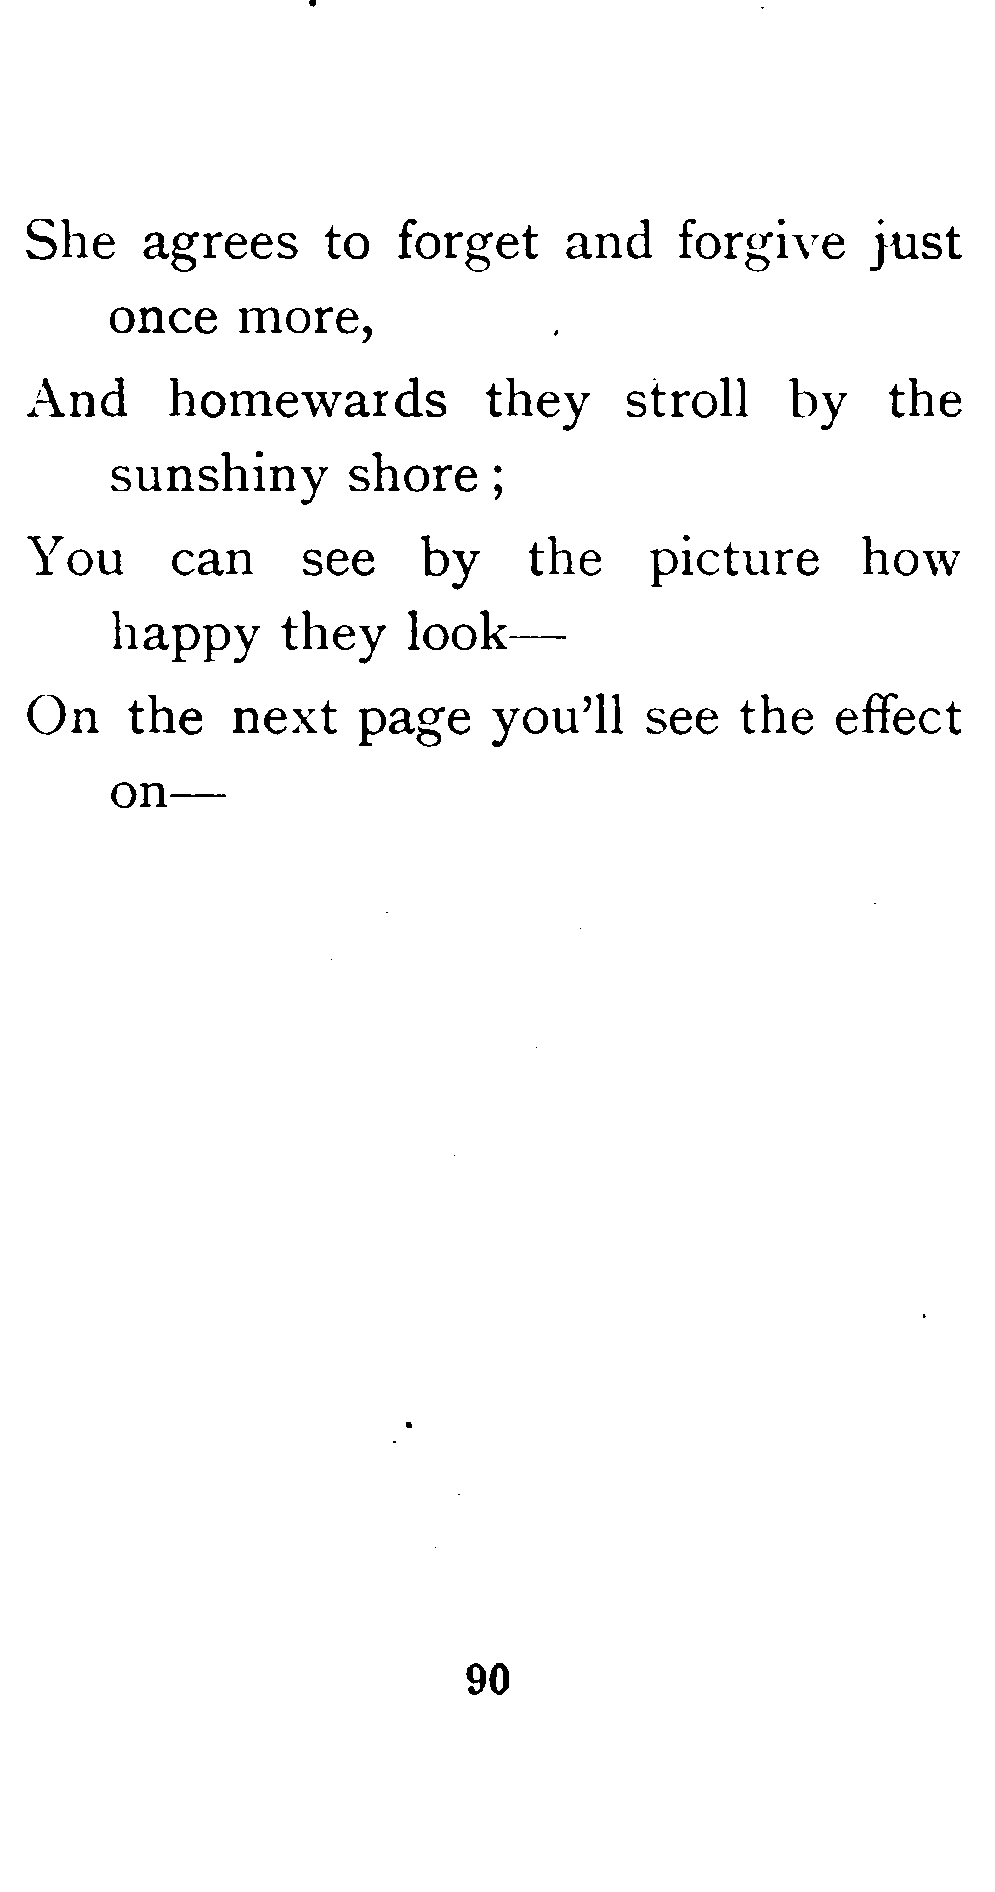 She agrees to forget and forgive just
once more,
And homewards they stroll by the
sunshiny shore ;
You can see by the picture how
happy they look—
On the next page you'll see the effect
on—
90